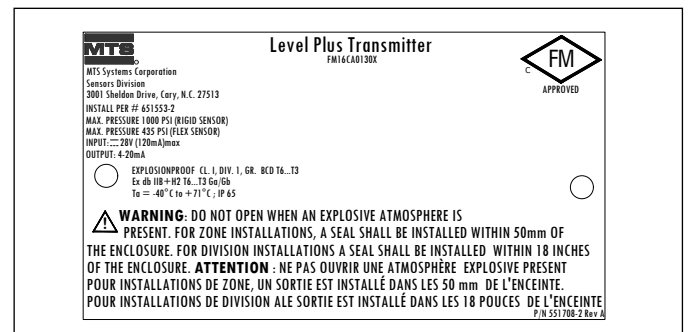 MTS
Level Plus Transmitter
FM16CA0130X
FM
C
APPROVED
MTS Systems Corporation
Sensors Division
3001 Sheldon Drive, Cary, N.C. 27513
INSTALL PER # 651553-2
MAX. PRESSURE 1000 PSI (RIGID SENSOR)
MAX. PRESSURE 435 PSI (FLEX SENSOR)
INPUT: ⎓ 28V (120mA)max
OUTPUT: 4-20mA
EXPLOSIONPROOF CL. I, DIV. 1, GR. BCD T6...T3
Ex db IIB+H2 T6...T3 Ga/Gb
Ta = -40°C to +71°C ; IP 65
WARNING: DO NOT OPEN WHEN AN EXPLOSIVE ATMOSPHERE IS
PRESENT. FOR ZONE INSTALLATIONS, A SEAL SHALL BE INSTALLED WITHIN 50mm OF
THE ENCLOSURE. FOR DIVISION INSTALLATIONS A SEAL SHALL BE INSTALLED WITHIN 18 INCHES
OF THE ENCLOSURE. ATTENTION : NE PAS OUVRIR UNE ATMOSPHÈRE EXPLOSIVE PRESENT
POUR INSTALLATIONS DE ZONE, UN SORTIE EST INSTALLÉ DANS LES 50 mm DE L'ENCEINTE.
POUR INSTALLATIONS DE DIVISION ALE SORTIE EST INSTALLÉ DANS LES 18 POUCES DE L'ENCEINTE
P/N 551708-2 Rev A